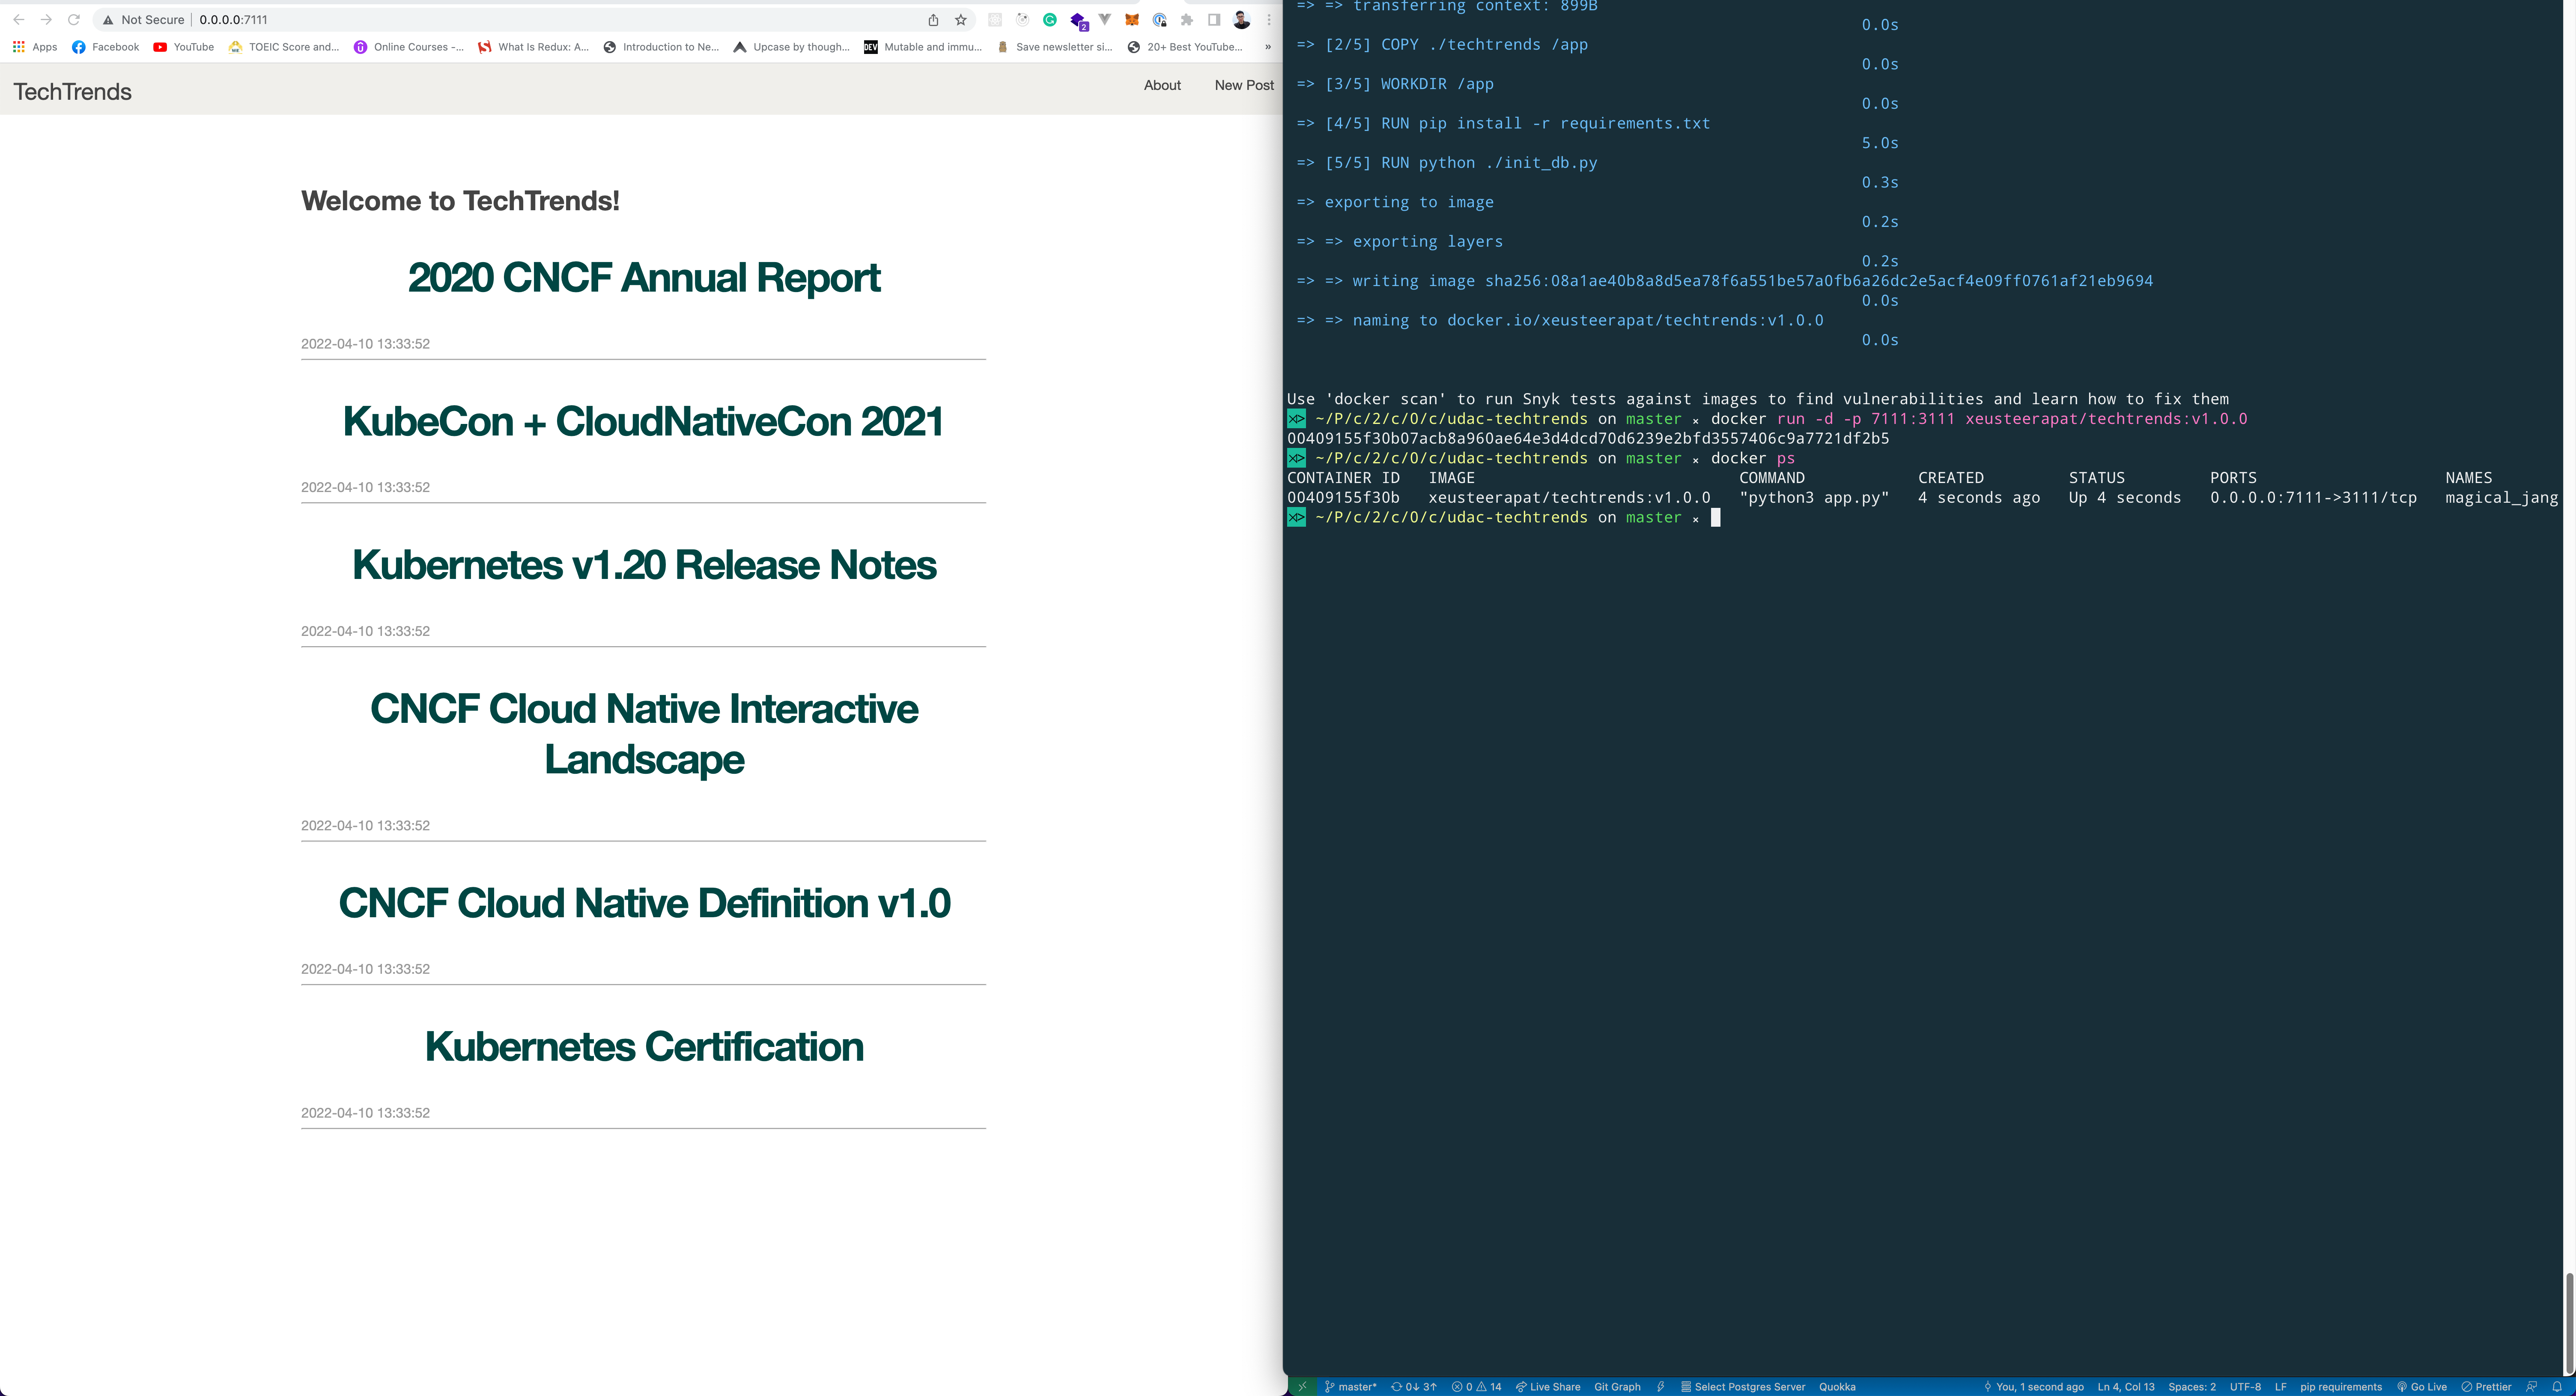 Not Secure
0.0.0.0:7111
2
Apps
Facebook
YouTube
TOEIC Score and...
Online Courses -...
What Is Redux: A...
Introduction to Ne...
Upcase by though...
DEV
Mutable and immu...
Save newsletter si...
20+ Best YouTube...
»
TechTrends
About
New Post
Welcome to TechTrends!
2020 CNCF Annual Report
2022-04-10 13:33:52
KubeCon + CloudNativeCon 2021
2022-04-10 13:33:52
Kubernetes v1.20 Release Notes
2022-04-10 13:33:52
CNCF Cloud Native Interactive
Landscape
2022-04-10 13:33:52
CNCF Cloud Native Definition v1.0
2022-04-10 13:33:52
Kubernetes Certification
2022-04-10 13:33:52
=> => transferring context: 899B
0.0s
=> [2/5] COPY ./techtrends /app
0.0s
=> [3/5] WORKDIR /app
0.0s
=> [4/5] RUN pip install -r requirements.txt
5.0s
=> [5/5] RUN python ./init_db.py
0.3s
=> exporting to image
0.2s
=> => exporting layers
0.2s
=> => writing image sha256:08a1ae40b8a8d5ea78f6a551be57a0fb6a26dc2e5acf4e09ff0761af21eb9694
0.0s
=> => naming to docker.io/xeusteerapat/techtrends:v1.0.0
0.0s
Use 'docker scan' to run Snyk tests against images to find vulnerabilities and learn how to fix them
~/P/c/2/c/0/c/udac-techtrends on master × docker run -d -p 7111:3111 xeusteerapat/techtrends:v1.0.0
00409155f30b07acb8a960ae64e3d4dcd70d6239e2bfd3557406c9a7721df2b5
~/P/c/2/c/0/c/udac-techtrends on master × docker ps
CONTAINER ID IMAGE COMMAND CREATED STATUS PORTS NAMES
00409155f30b xeusteerapat/techtrends:v1.0.0 "python3 app.py" 4 seconds ago Up 4 seconds 0.0.0.0:7111->3111/tcp magical_jang
~/P/c/2/c/0/c/udac-techtrends on master ×
master* 0↓ 3↑ 0 14 Live Share Git Graph Select Postgres Server Quokka You, 1 second ago Ln 4, Col 13 Spaces: 2 UTF-8 LF pip requirements Go Live Prettier